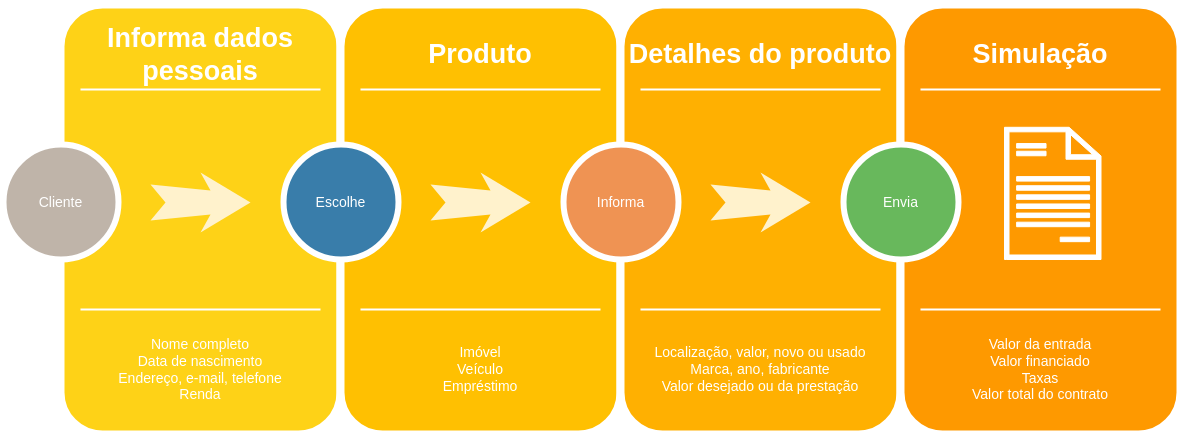 Informa dados
pessoais
Produto
Detalhes do produto
Simulação
Cliente
Escolhe
Informa
Envia
Nome completo
Data de nascimento
Endereço, e-mail, telefone
Renda
Imóvel
Veículo
Empréstimo
Localização, valor, novo ou usado
Marca, ano, fabricante
Valor desejado ou da prestação
Valor da entrada
Valor financiado
Taxas
Valor total do contrato